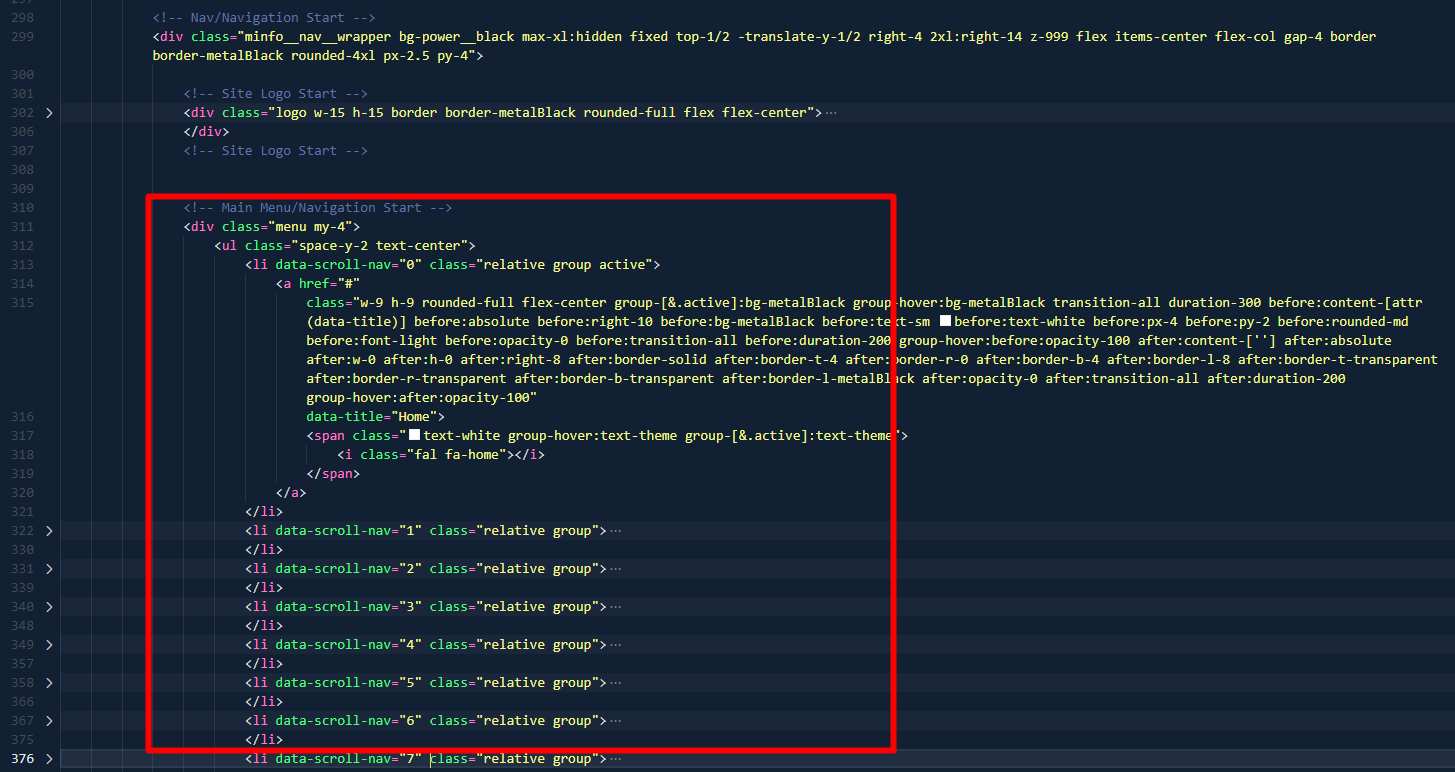 297
298 <!-- Nav/Navigation Start -->
299 <div class="minfo__nav__wrapper bg-power__black max-xl:hidden fixed top-1/2 -translate-y-1/2 right-4 2xl:right-14 z-999 flex items-center flex-col gap-4 border
border-metalBlack rounded-4xl px-2.5 py-4">
300
301 <!-- Site Logo Start -->
302 <div class="logo w-15 h-15 border border-metalBlack rounded-full flex flex-center">…
306 </div>
307 <!-- Site Logo Start -->
308
309
310 <!-- Main Menu/Navigation Start -->
311 <div class="menu my-4">
312 <ul class="space-y-2 text-center">
313 <li data-scroll-nav="0" class="relative group active">
314 <a href="#"
315 class="w-9 h-9 rounded-full flex-center group-[&.active]:bg-metalBlack group-hover:bg-metalBlack transition-all duration-300 before:content-[attr
(data-title)] before:absolute before:right-10 before:bg-metalBlack before:text-sm before:text-white before:px-4 before:py-2 before:rounded-md
before:font-light before:opacity-0 before:transition-all before:duration-200 group-hover:before:opacity-100 after:content-[''] after:absolute
after:w-0 after:h-0 after:right-8 after:border-solid after:border-t-4 after:border-r-0 after:border-b-4 after:border-l-8 after:border-t-transparent
after:border-r-transparent after:border-b-transparent after:border-l-metalBlack after:opacity-0 after:transition-all after:duration-200
group-hover:after:opacity-100"
316 data-title="Home">
317 <span class="text-white group-hover:text-theme group-[&.active]:text-theme">
318 <i class="fal fa-home"></i>
319 </span>
320 </a>
321 </li>
322 <li data-scroll-nav="1" class="relative group">…
330 </li>
331 <li data-scroll-nav="2" class="relative group">…
339 </li>
340 <li data-scroll-nav="3" class="relative group">…
348 </li>
349 <li data-scroll-nav="4" class="relative group">…
357 </li>
358 <li data-scroll-nav="5" class="relative group">…
366 </li>
367 <li data-scroll-nav="6" class="relative group">…
375 </li>
376 <li data-scroll-nav="7" class="relative group">…